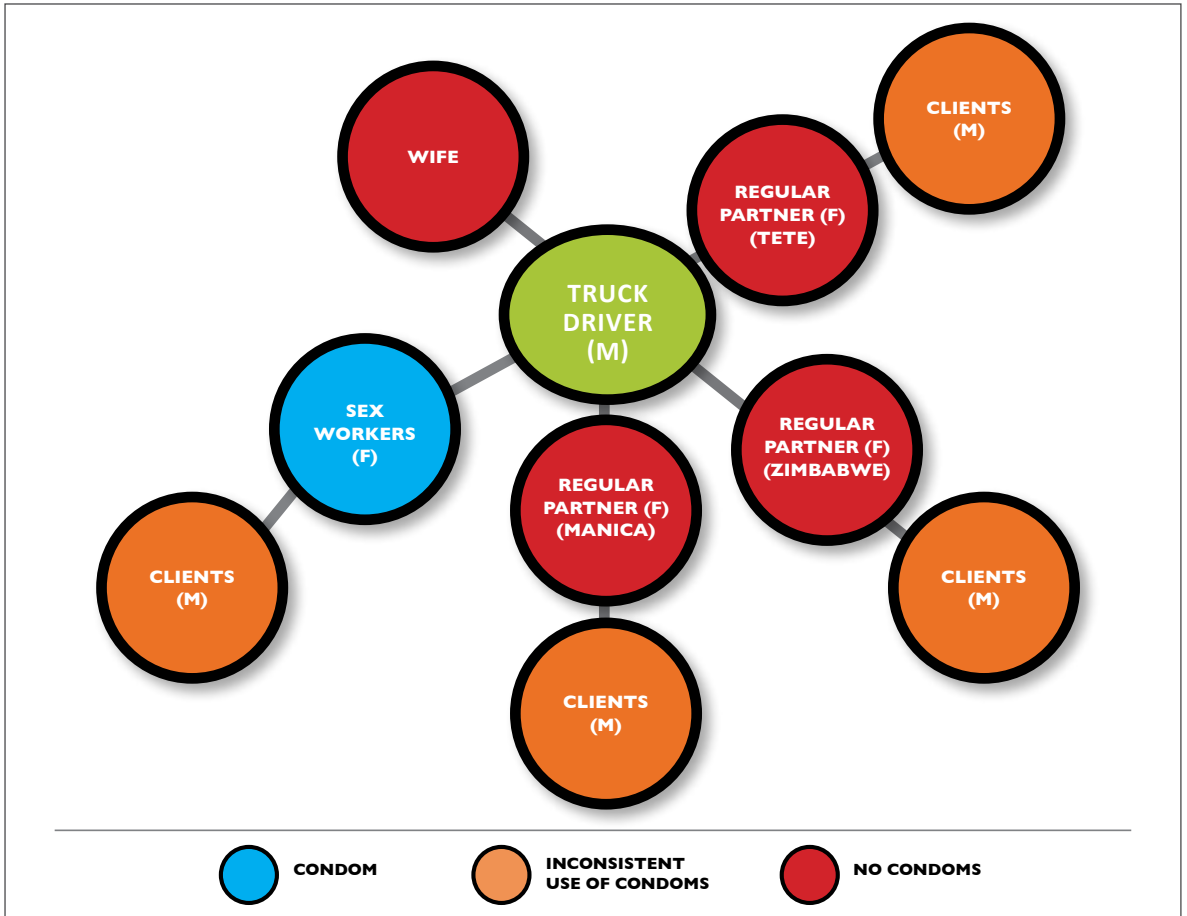 CLIENTS
(M)
WIFE
REGULAR
PARTNER (F)
(TETE)
TRUCK
DRIVER
(M)
SEX
WORKERS
(F)
REGULAR
PARTNER (F)
(ZIMBABWE)
REGULAR
PARTNER (F)
(MANICA)
CLIENTS
(M)
CLIENTS
(M)
CLIENTS
(M)
CONDOM
INCONSISTENT
USE OF CONDOMS
NO CONDOMS